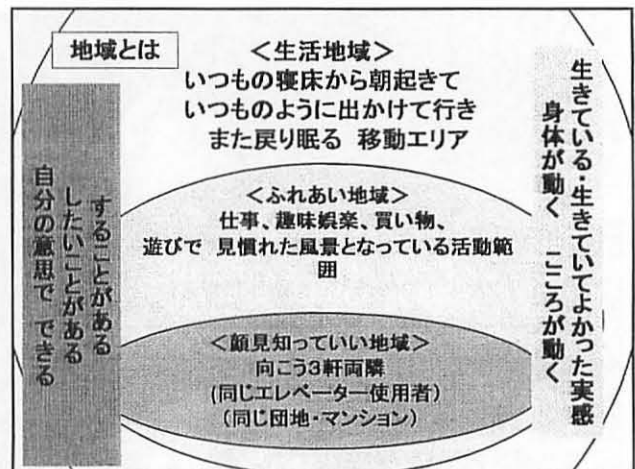 地域とは
＜生活地域＞
いつもの寝床から朝起きて
いつものように出かけて行き
また戻り眠る 移動エリア
＜ふれあい地域＞
仕事、趣味娯楽、買い物、
遊びで 見慣れた風景となっている活動範
囲
＜顔見知っていい地域＞
向こう３軒両隣
(同じエレベーター使用者)
(同じ団地・マンション)
することがある
したいことがある
自分の意思で できる
生きている・生きていてよかった実感
身体が動く こころが動く